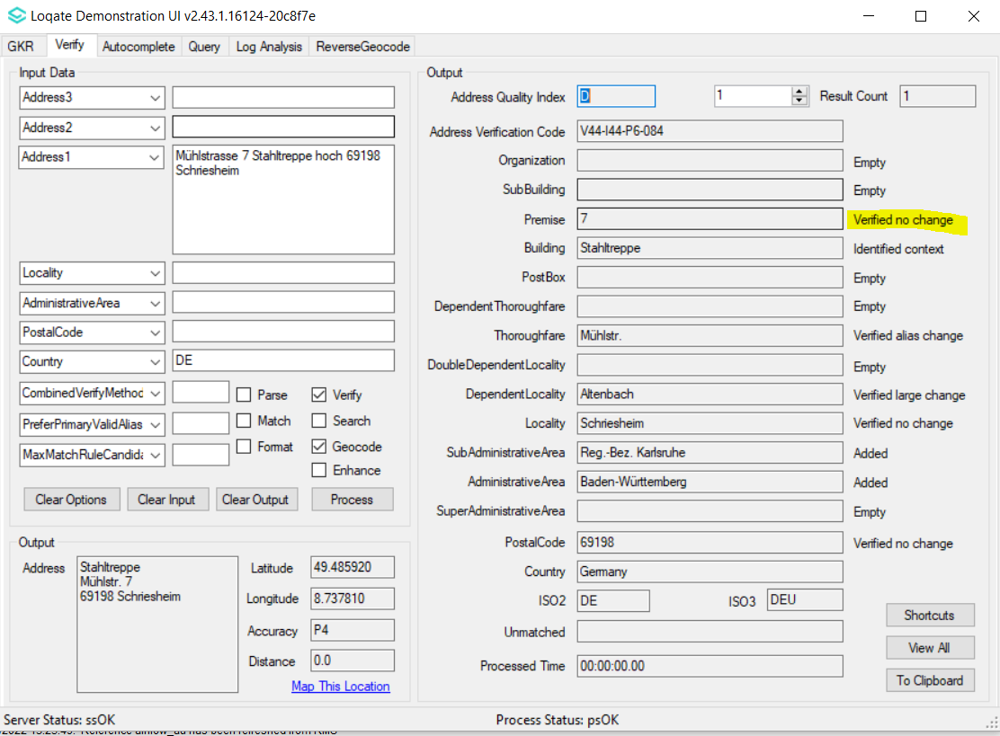 Loqate Demonstration UI v2.43.1.16124-20c8f7e
GKR Verify Autocomplete Query Log Analysis ReverseGeocode
Input Data
Address3
Address2
Address1 Mühlstrasse 7 Stahltreppe hoch 69198
Schriesheim
Locality
AdministrativeArea
PostalCode
Country DE
CombinedVerifyMethod Parse Verify
PreferPrimaryValidAlias Match Search
MaxMatchRuleCandida Format Geocode
Enhance
Clear Options Clear Input Clear Output Process
Output
Address Stahltreppe
Mühlstr. 7
69198 Schriesheim
Latitude 49.485920
Longitude 8.737810
Accuracy P4
Distance 0.0
Map This Location
Output
Address Quality Index D 1 Result Count 1
Address Verification Code V44-I44-P6-084
Organization Empty
SubBuilding Empty
Premise 7 Verified no change
Building Stahltreppe Identified context
PostBox Empty
DependentThoroughfare Empty
Thoroughfare Mühlstr. Verified alias change
DoubleDependentLocality Empty
DependentLocality Altenbach Verified large change
Locality Schriesheim Verified no change
SubAdministrativeArea Reg.-Bez. Karlsruhe Added
AdministrativeArea Baden-Württemberg Added
SuperAdministrativeArea Empty
PostalCode 69198 Verified no change
Country Germany
ISO2 DE ISO3 DEU
Unmatched
Processed Time 00:00:00.00
Shortcuts
View All
To Clipboard
Server Status: ssOK Process Status: psOK